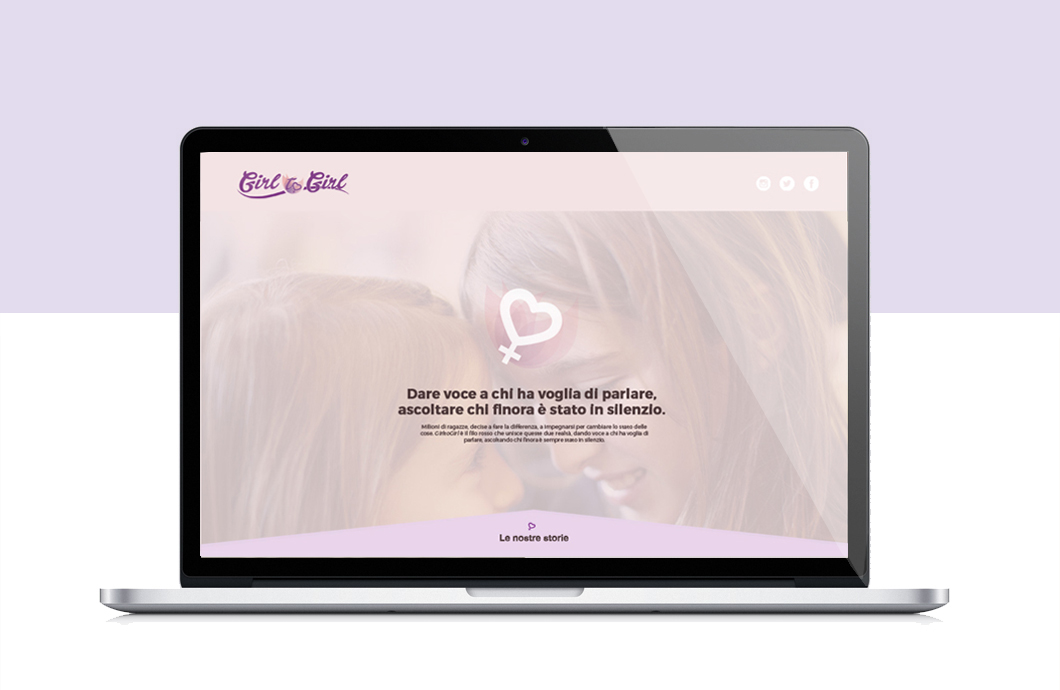 Girl to Girl
Dare voce a chi ha voglia di parlare,
ascoltare chi finora è stato in silenzio.
Milioni di ragazze, decise a fare la differenza, a impegnarsi per cambiare lo stato delle
cose. GirltoGirl è il filo rosso che unisce queste due realtà, dando voce a chi ha voglia di
parlare, ascoltando chi finora è sempre stato in silenzio.
Le nostre storie